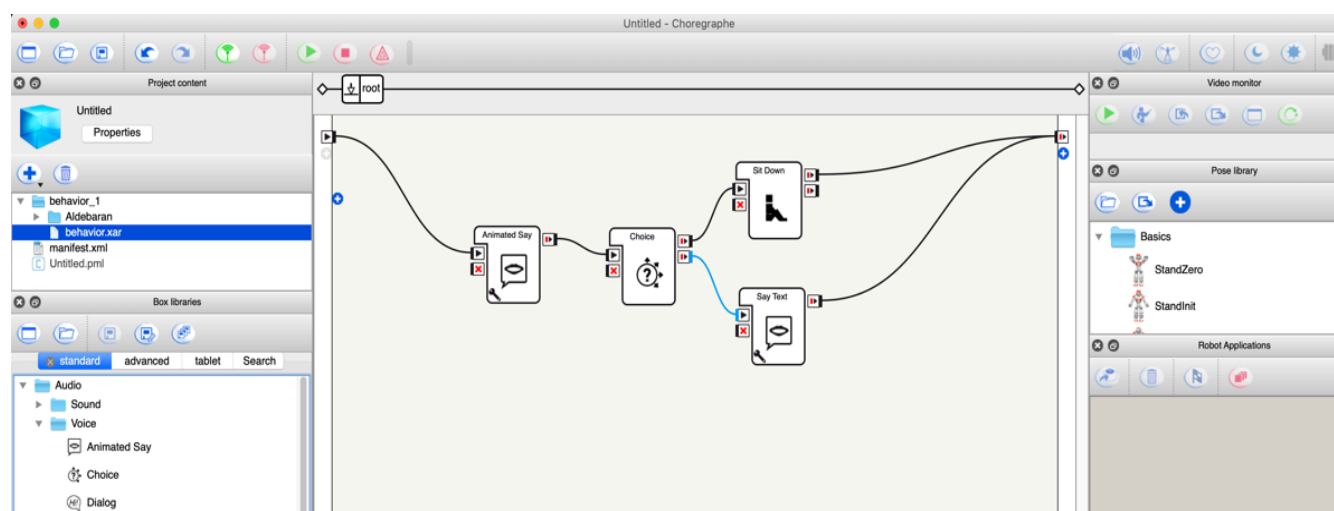 Untitled - Choregraphe
Project content
Untitled
Properties
behavior_1
Aldebaran
behavior.xar
manifest.xml
Untitled.pml
Box libraries
standard advanced tablet Search
Audio
Sound
Voice
Animated Say
Choice
Dialog
root
Animated Say
Choice
Sit Down
Say Text
Video monitor
Pose library
Basics
StandZero
StandInit
Robot Applications